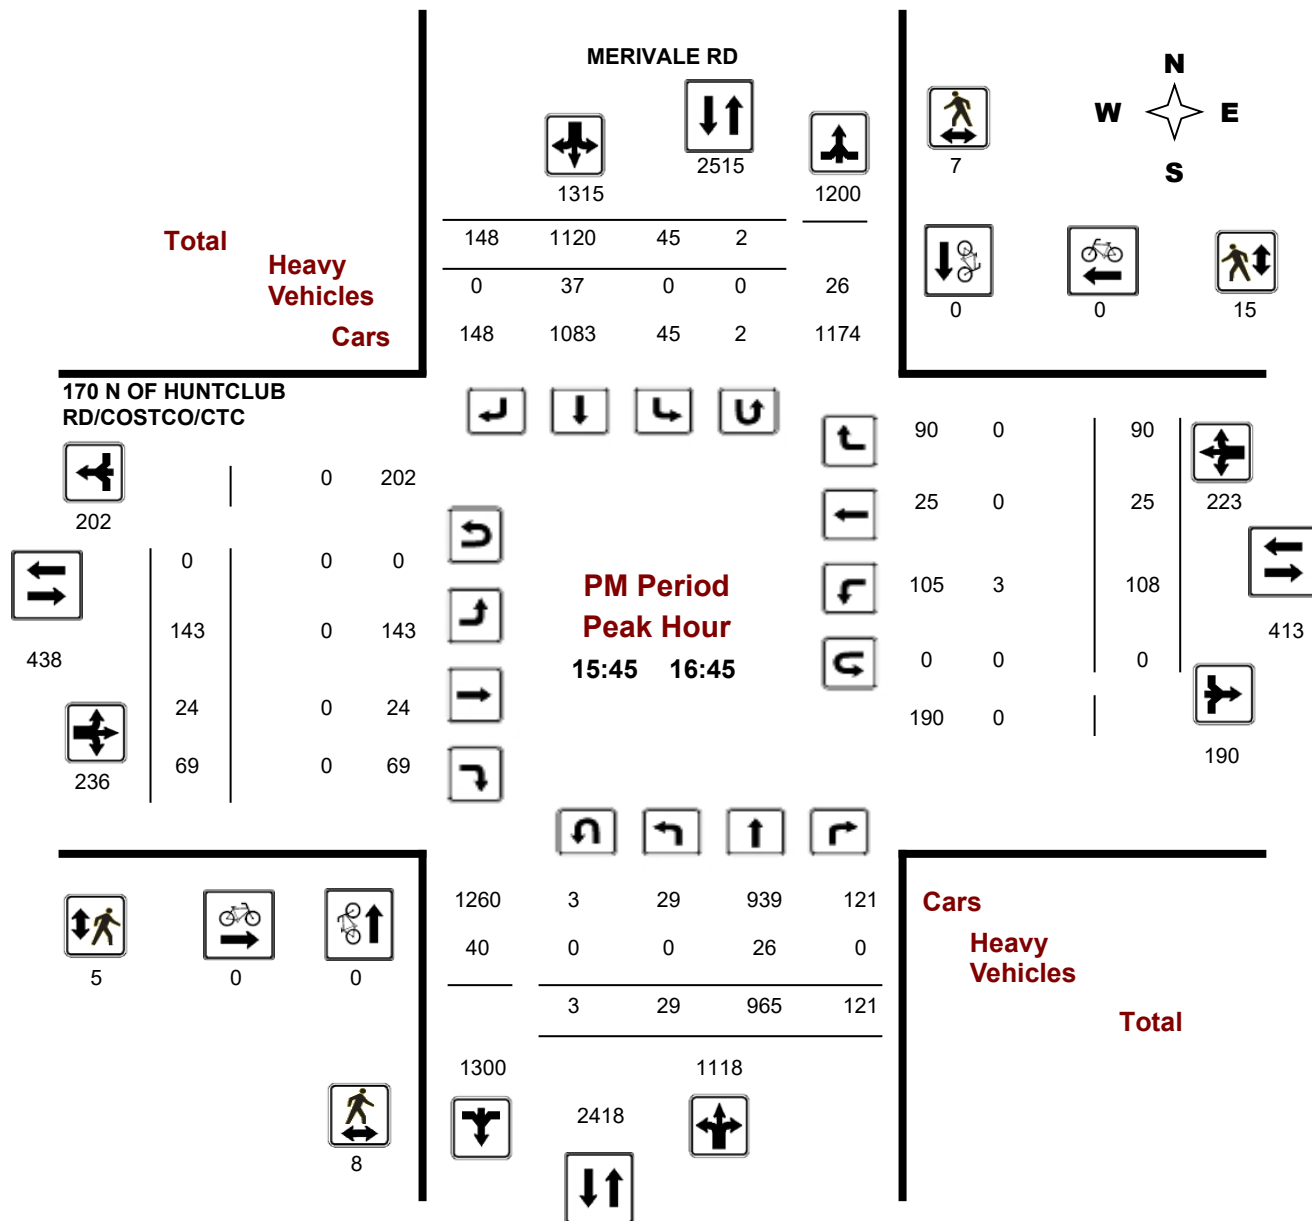 MERIVALE RD
N
W E
S
2515
7
1315
1200
Total
148 1120 45 2
Heavy
Vehicles
0 37 0 0 26
0 0 15
Cars
148 1083 45 2 1174
170 N OF HUNTCLUB
RD/COSTCO/CTC
90 0 90
0 202
25 0 25 223
202
0 0 0
PM Period
105 3 108
143 0 143
Peak Hour
413
438
15:45 16:45
0 0 0
24 0 24
190 0
190
69 0 69
236
1260 3 29 939 121
Cars
40 0 0 26 0
Heavy
Vehicles
5 0 0
3 29 965 121
Total
1300 1118
2418
8